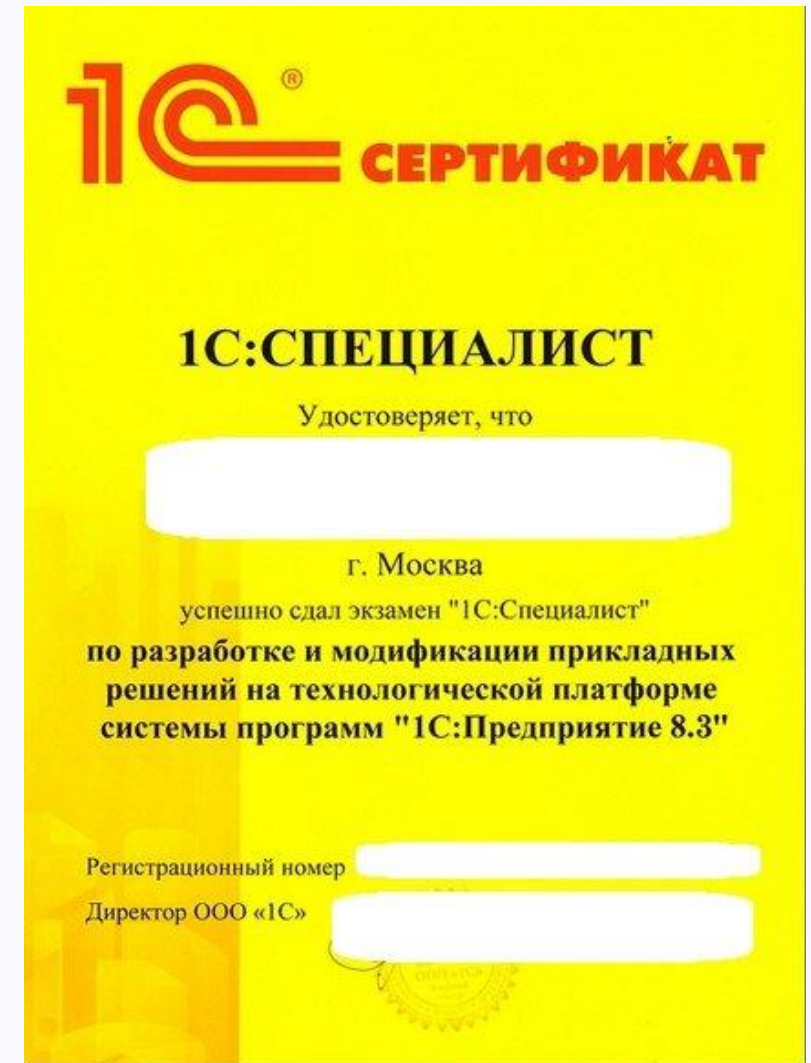 1С®
СЕРТИФИКАТ
1С:СПЕЦИАЛИСТ
Удостоверяет, что
г. Москва
успешно сдал экзамен "1С:Специалист"
по разработке и модификации прикладных
решений на технологической платформе
системы программ "1С:Предприятие 8.3"
Регистрационный номер
Директор ООО «1С»